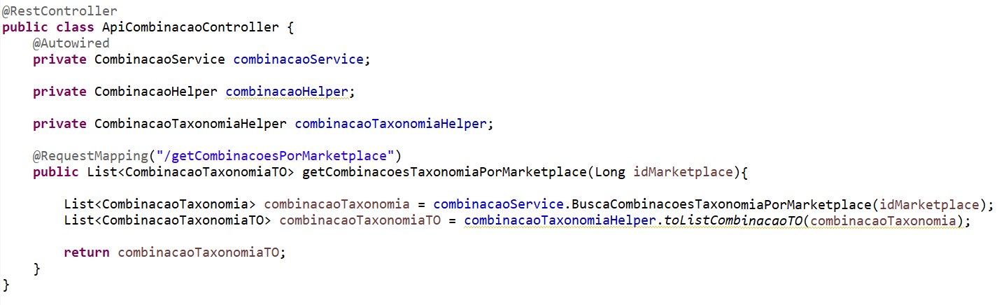 @RestController
public class ApiCombinacaoController {
    @Autowired
    private CombinacaoService combinacaoService;
    private CombinacaoHelper combinacaoHelper;
    private CombinacaoTaxonomiaHelper combinacaoTaxonomiaHelper;
    @RequestMapping("/getCombinacoesPorMarketplace")
    public List<CombinacaoTaxonomiaTO> getCombinacoesTaxonomiaPorMarketplace(Long idMarketplace){
        List<CombinacaoTaxonomia> combinacaoTaxonomia = combinacaoService.BuscaCombinacoesTaxonomiaPorMarketplace(idMarketplace);
        List<CombinacaoTaxonomiaTO> combinacaoTaxonomiaTO = combinacaoTaxonomiaHelper.toListCombinacaoTO(combinacaoTaxonomia);
        return combinacaoTaxonomiaTO;
    }
}